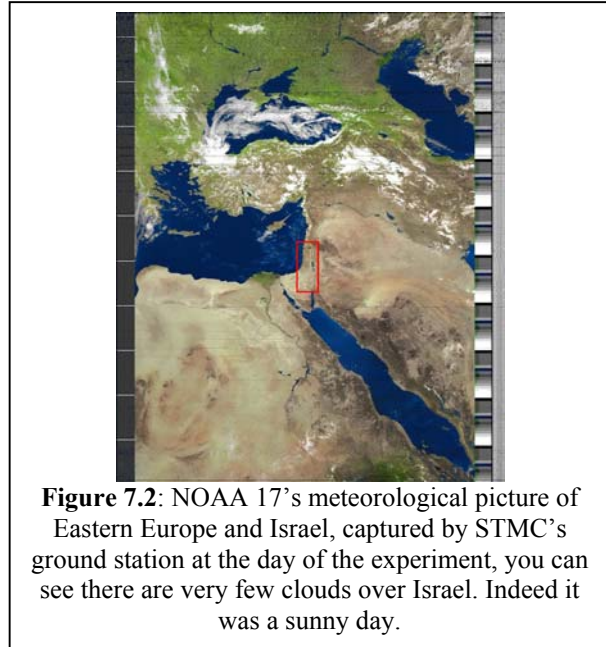 Figure 7.2: NOAA 17’s meteorological picture of
Eastern Europe and Israel, captured by STMC’s
ground station at the day of the experiment, you can
see there are very few clouds over Israel. Indeed it
was a sunny day.